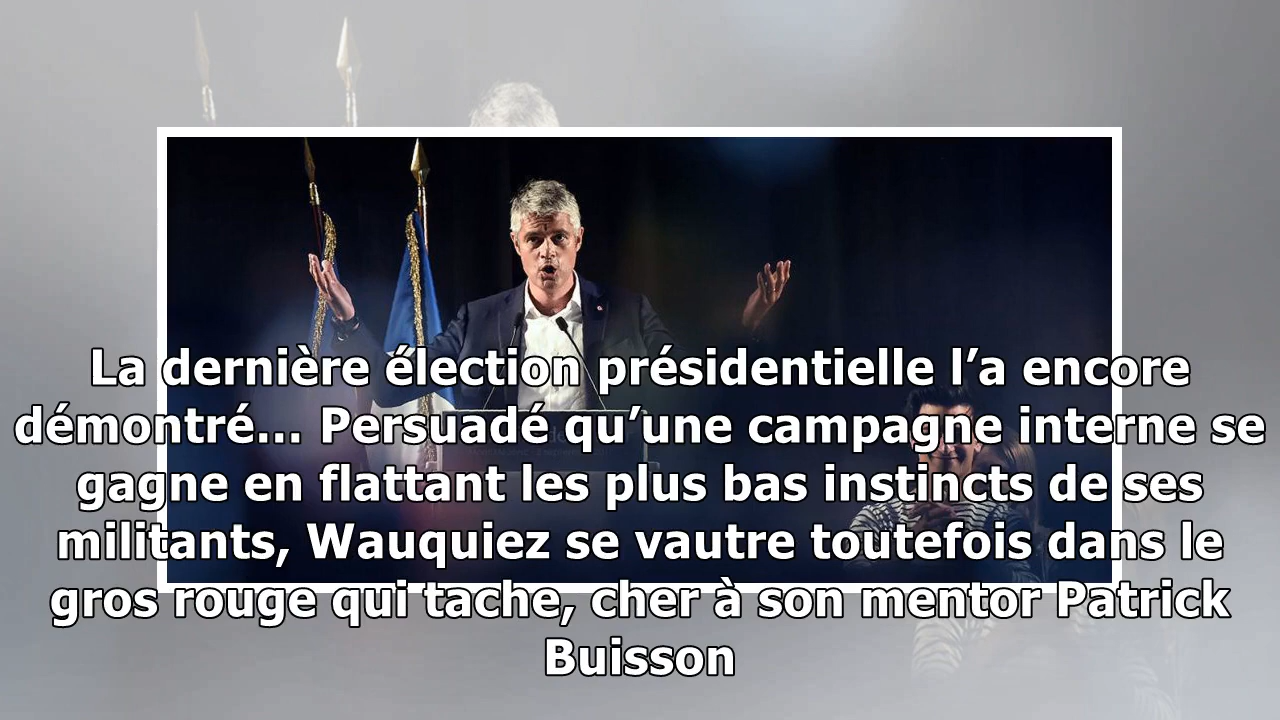 La dernière élection présidentielle l’a encore
démontré… Persuadé qu’une campagne interne se
gagne en flattant les plus bas instincts de ses
militants, Wauquiez se vautre toutefois dans le
gros rouge qui tache, cher à son mentor Patrick
Buisson